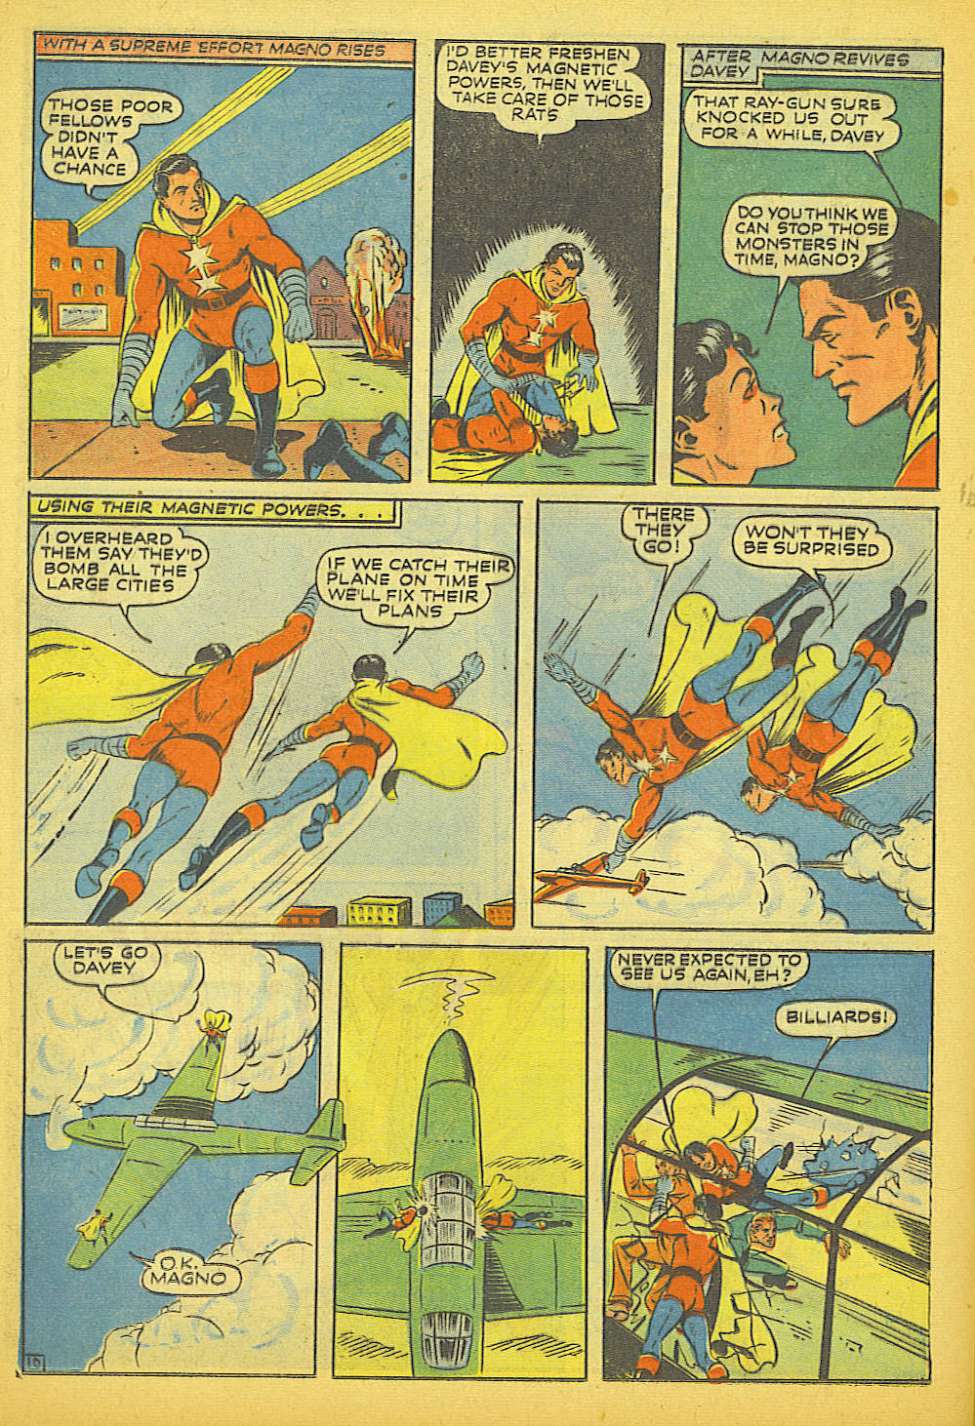 WITH A SUPREME EFFORT MAGNO RISES
THOSE POOR
FELLOWS
DIDN'T
HAVE A
CHANCE
I'D BETTER FRESHEN
DAVEY'S MAGNETIC
POWERS, THEN WE'LL
TAKE CARE OF THOSE
RATS
AFTER MAGNO REVIVES
DAVEY
THAT RAY-GUN SURE
KNOCKED US OUT
FOR A WHILE, DAVEY
DO YOU THINK WE
CAN STOP THOSE
MONSTERS IN
TIME, MAGNO?
USING THEIR MAGNETIC POWERS...
I OVERHEARD
THEM SAY THEY'D
BOMB ALL THE
LARGE CITIES
IF WE CATCH THEIR
PLANE ON TIME
WE'LL FIX THEIR
PLANS
THERE
THEY
GO!
WON'T THEY
BE SURPRISED
LET'S GO
DAVEY
O.K.
MAGNO
10
NEVER EXPECTED TO
SEE US AGAIN, EH?
BILLIARDS!